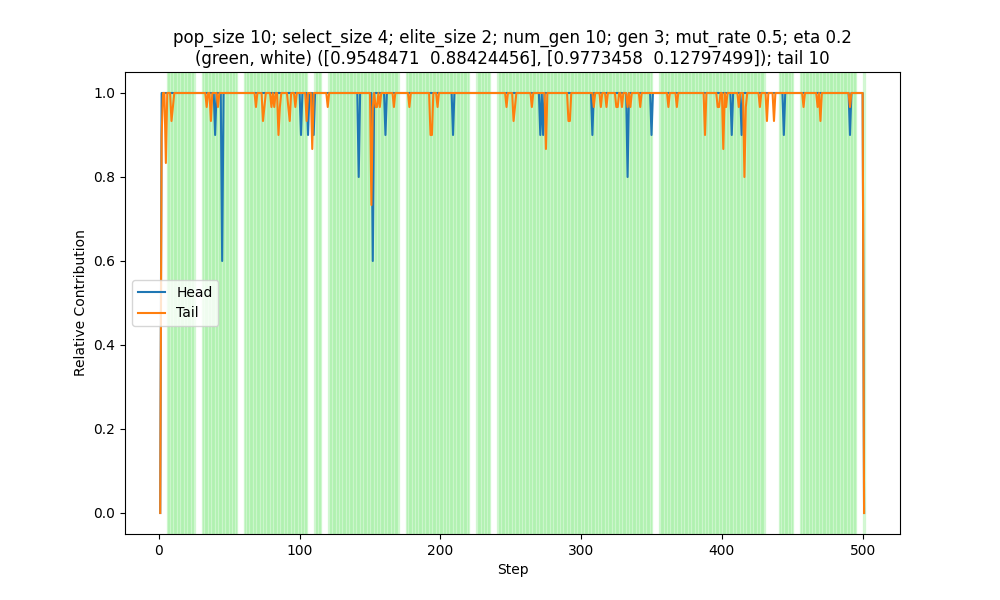 pop_size 10; select_size 4; elite_size 2; num_gen 10; gen 3; mut_rate 0.5; eta 0.2
(green, white) ([0.9548471  0.88424456], [0.9773458  0.12797499]); tail 10
1.0
0.8
0.6
0.4
0.2
0.0
Relative Contribution
Head
Tail
0
100
200
300
400
500
Step